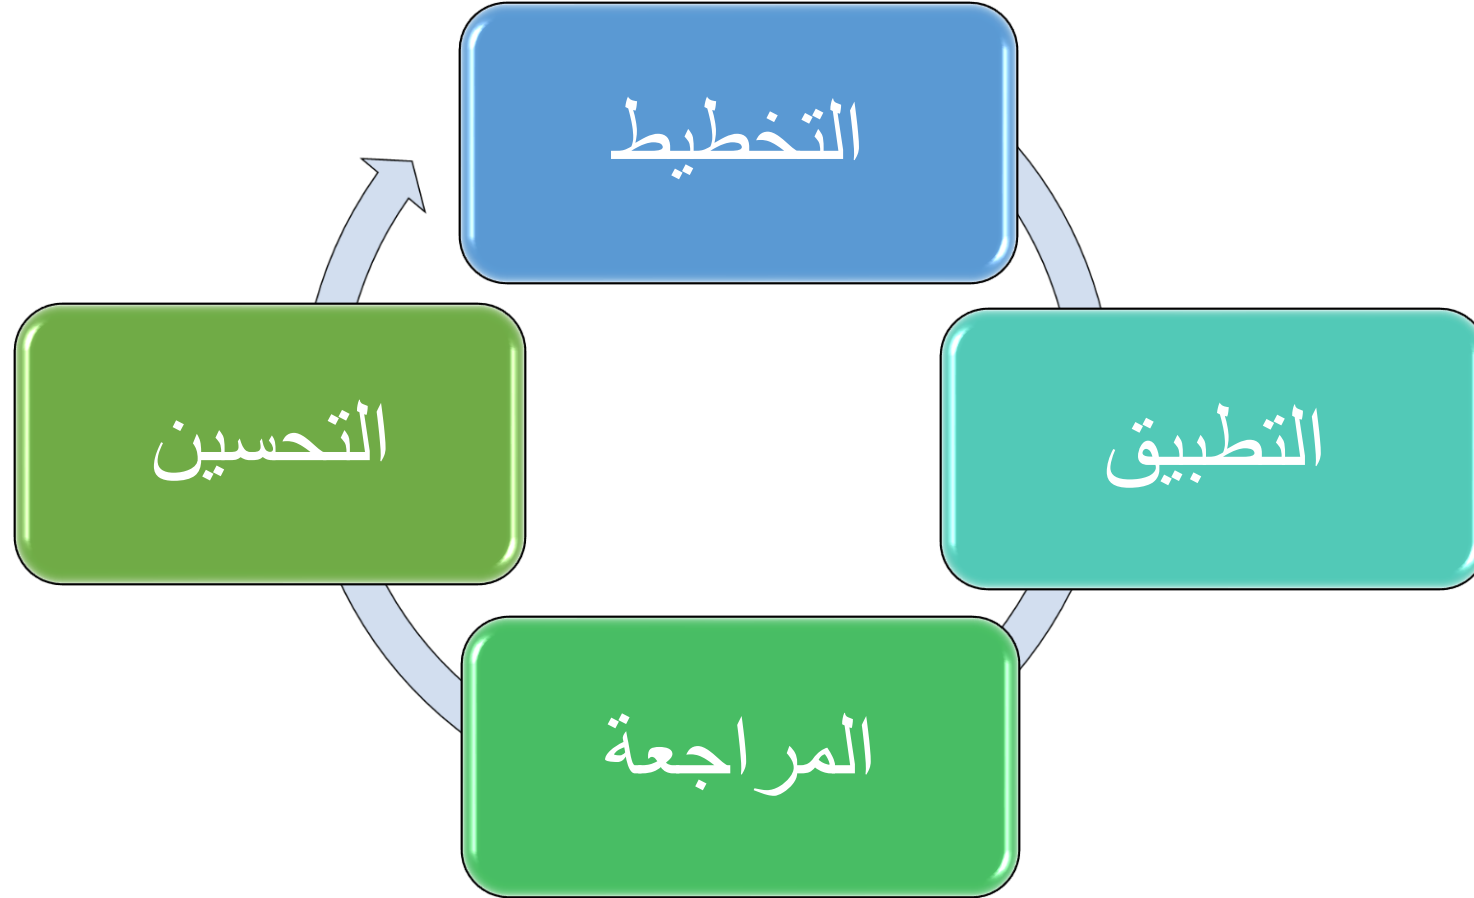 التخطيط
التطبيق
المراجعة
التحسين